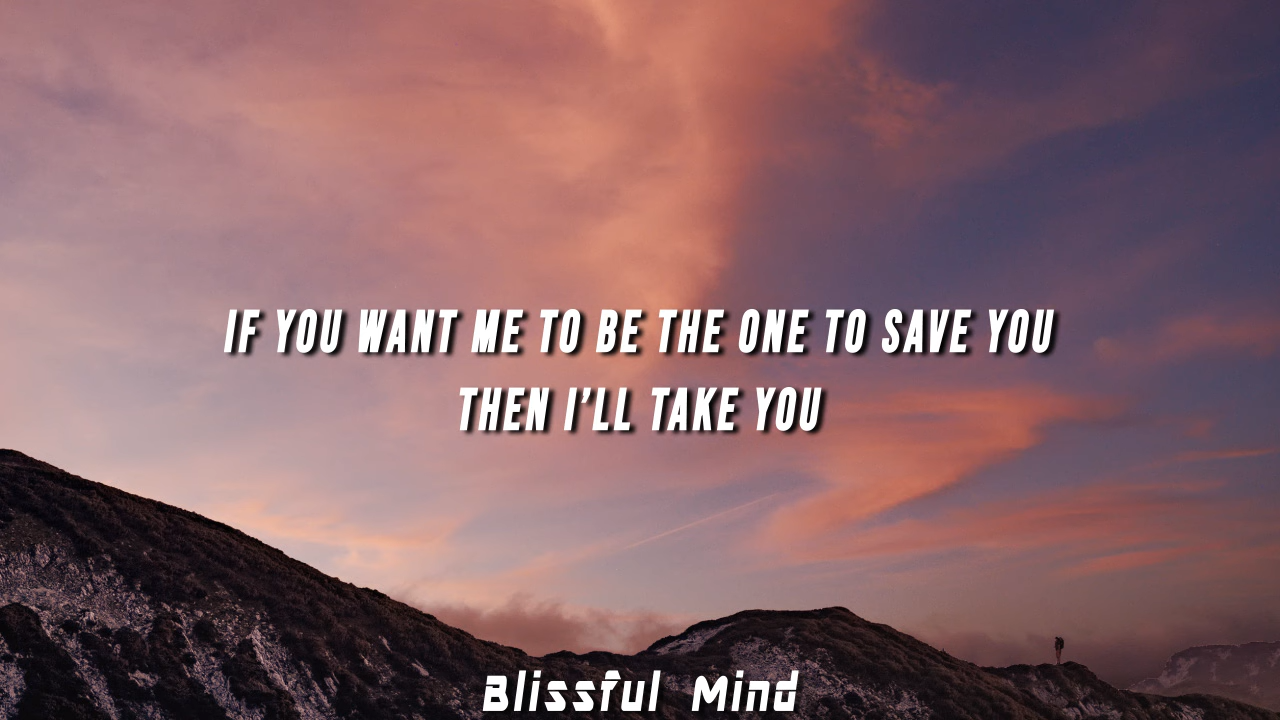 IF YOU WANT ME TO BE THE ONE TO SAVE YOU
THEN I'LL TAKE YOU
Blissful Mind